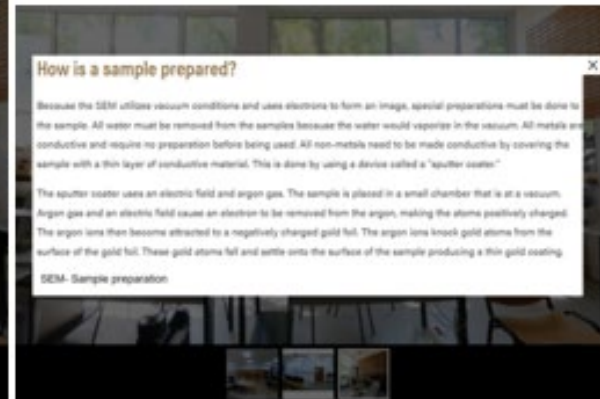 How is a sample prepared?
Because the SEM utilizes vacuum conditions and uses electrons to form an image, special preparations must be done to
the sample. All water must be removed from the samples because the water would vaporize in the vacuum. All metals are
conductive and require no preparation before being used. All non-metals need to be made conductive by covering the
sample with a thin layer of conductive material. This is done by using a device called a "sputter coater."
The sputter coater uses an electric field and argon gas. The sample is placed in a small chamber that is at a vacuum.
Argon gas and an electric field cause an electron to be removed from the argon, making the atoms positively charged.
The argon ions then become attracted to a negatively charged gold foil. The argon ions knock gold atoms from the
surface of the gold foil. These gold atoms fall and settle onto the surface of the sample producing a thin gold coating.
SEM- Sample preparation